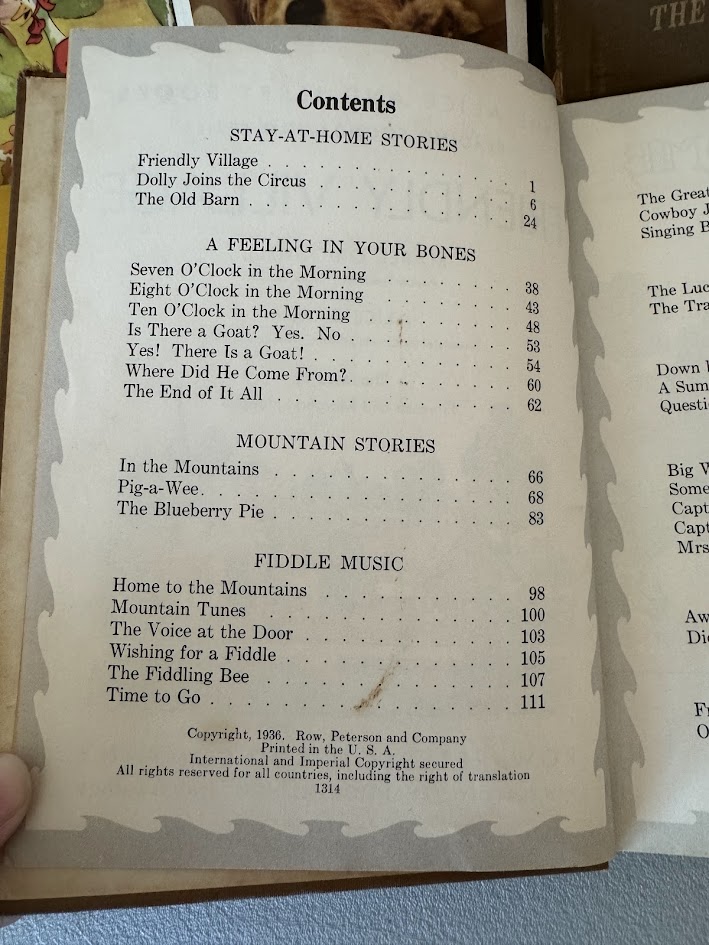 THE
Contents
STAY-AT-HOME STORIES
Friendly Village . . . . . . . . . . . . . 1
Dolly Joins the Circus . . . . . . . . . . . 6
The Old Barn . . . . . . . . . . . . . . 24
A FEELING IN YOUR BONES
Seven O'Clock in the Morning . . . . . . . . 38
Eight O'Clock in the Morning . . . . . . . . 43
Ten O'Clock in the Morning . . . . . . . . . 48
Is There a Goat? Yes. No . . . . . . . . . . 53
Yes! There Is a Goat! . . . . . . . . . . . 54
Where Did He Come From? . . . . . . . . . . 60
The End of It All . . . . . . . . . . . . . 62
MOUNTAIN STORIES
In the Mountains . . . . . . . . . . . . . 66
Pig-a-Wee. . . . . . . . . . . . . . . . 68
The Blueberry Pie . . . . . . . . . . . . . 83
FIDDLE MUSIC
Home to the Mountains . . . . . . . . . . 98
Mountain Tunes . . . . . . . . . . . . . 100
The Voice at the Door . . . . . . . . . . . 103
Wishing for a Fiddle . . . . . . . . . . . . 105
The Fiddling Bee . . . . . . . . . . . . . 107
Time to Go . . . . . . . . . . . . . . . 111
Copyright, 1936. Row, Peterson and Company
Printed in the U. S. A.
International and Imperial Copyright secured
All rights reserved for all countries, including the right of translation
1314
The Great
Cowboy J
Singing B
The Luc
The Tra
Down
A Sum
Questi
Big W
Some
Capt
Capt
Mrs
Aw
Di
F
O